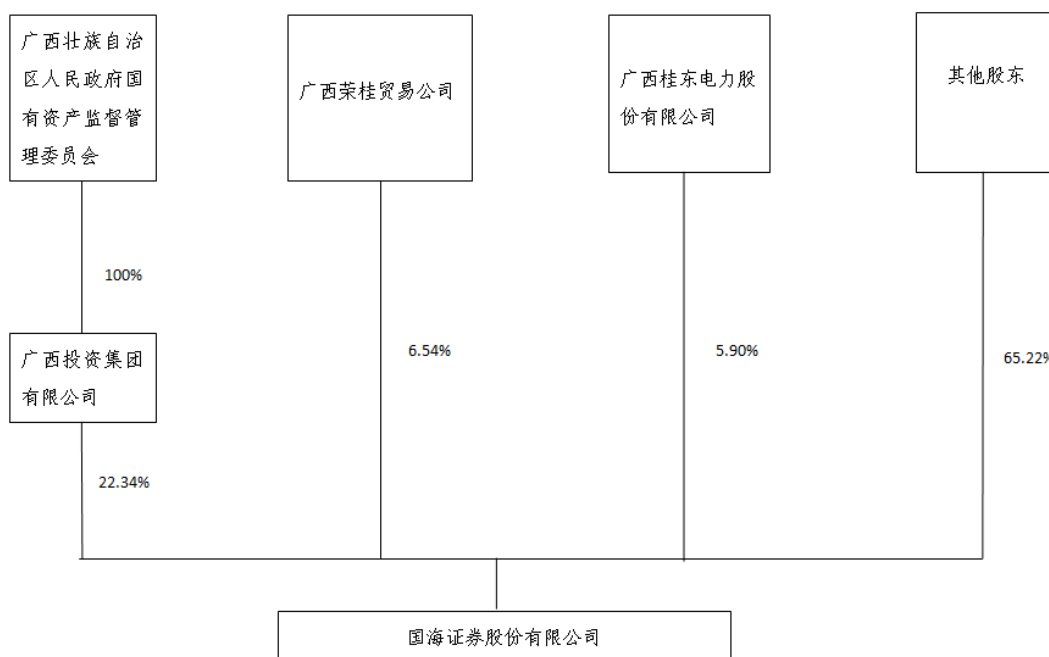 广西壮族自治
区人民政府国
有资产监督管
理委员会
广西荣桂贸易公司
广西桂东电力股
份有限公司
其他股东
100%
广西投资集团
有限公司
6.54%
5.90%
65.22%
22.34%
国海证券股份有限公司